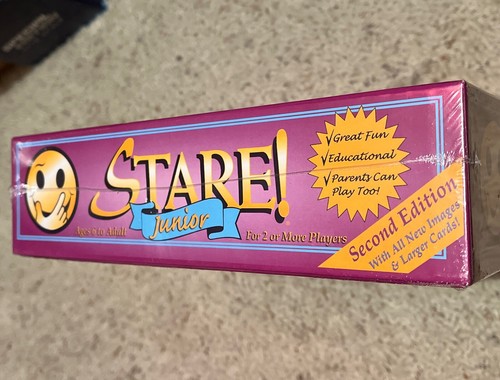 STARE!
Junior
Ages 6 to Adult
For 2 or More Players
√ Great Fun
√ Educational
√ Parents Can
Play Too!
Second Edition
With All New Images
& Larger Cards!